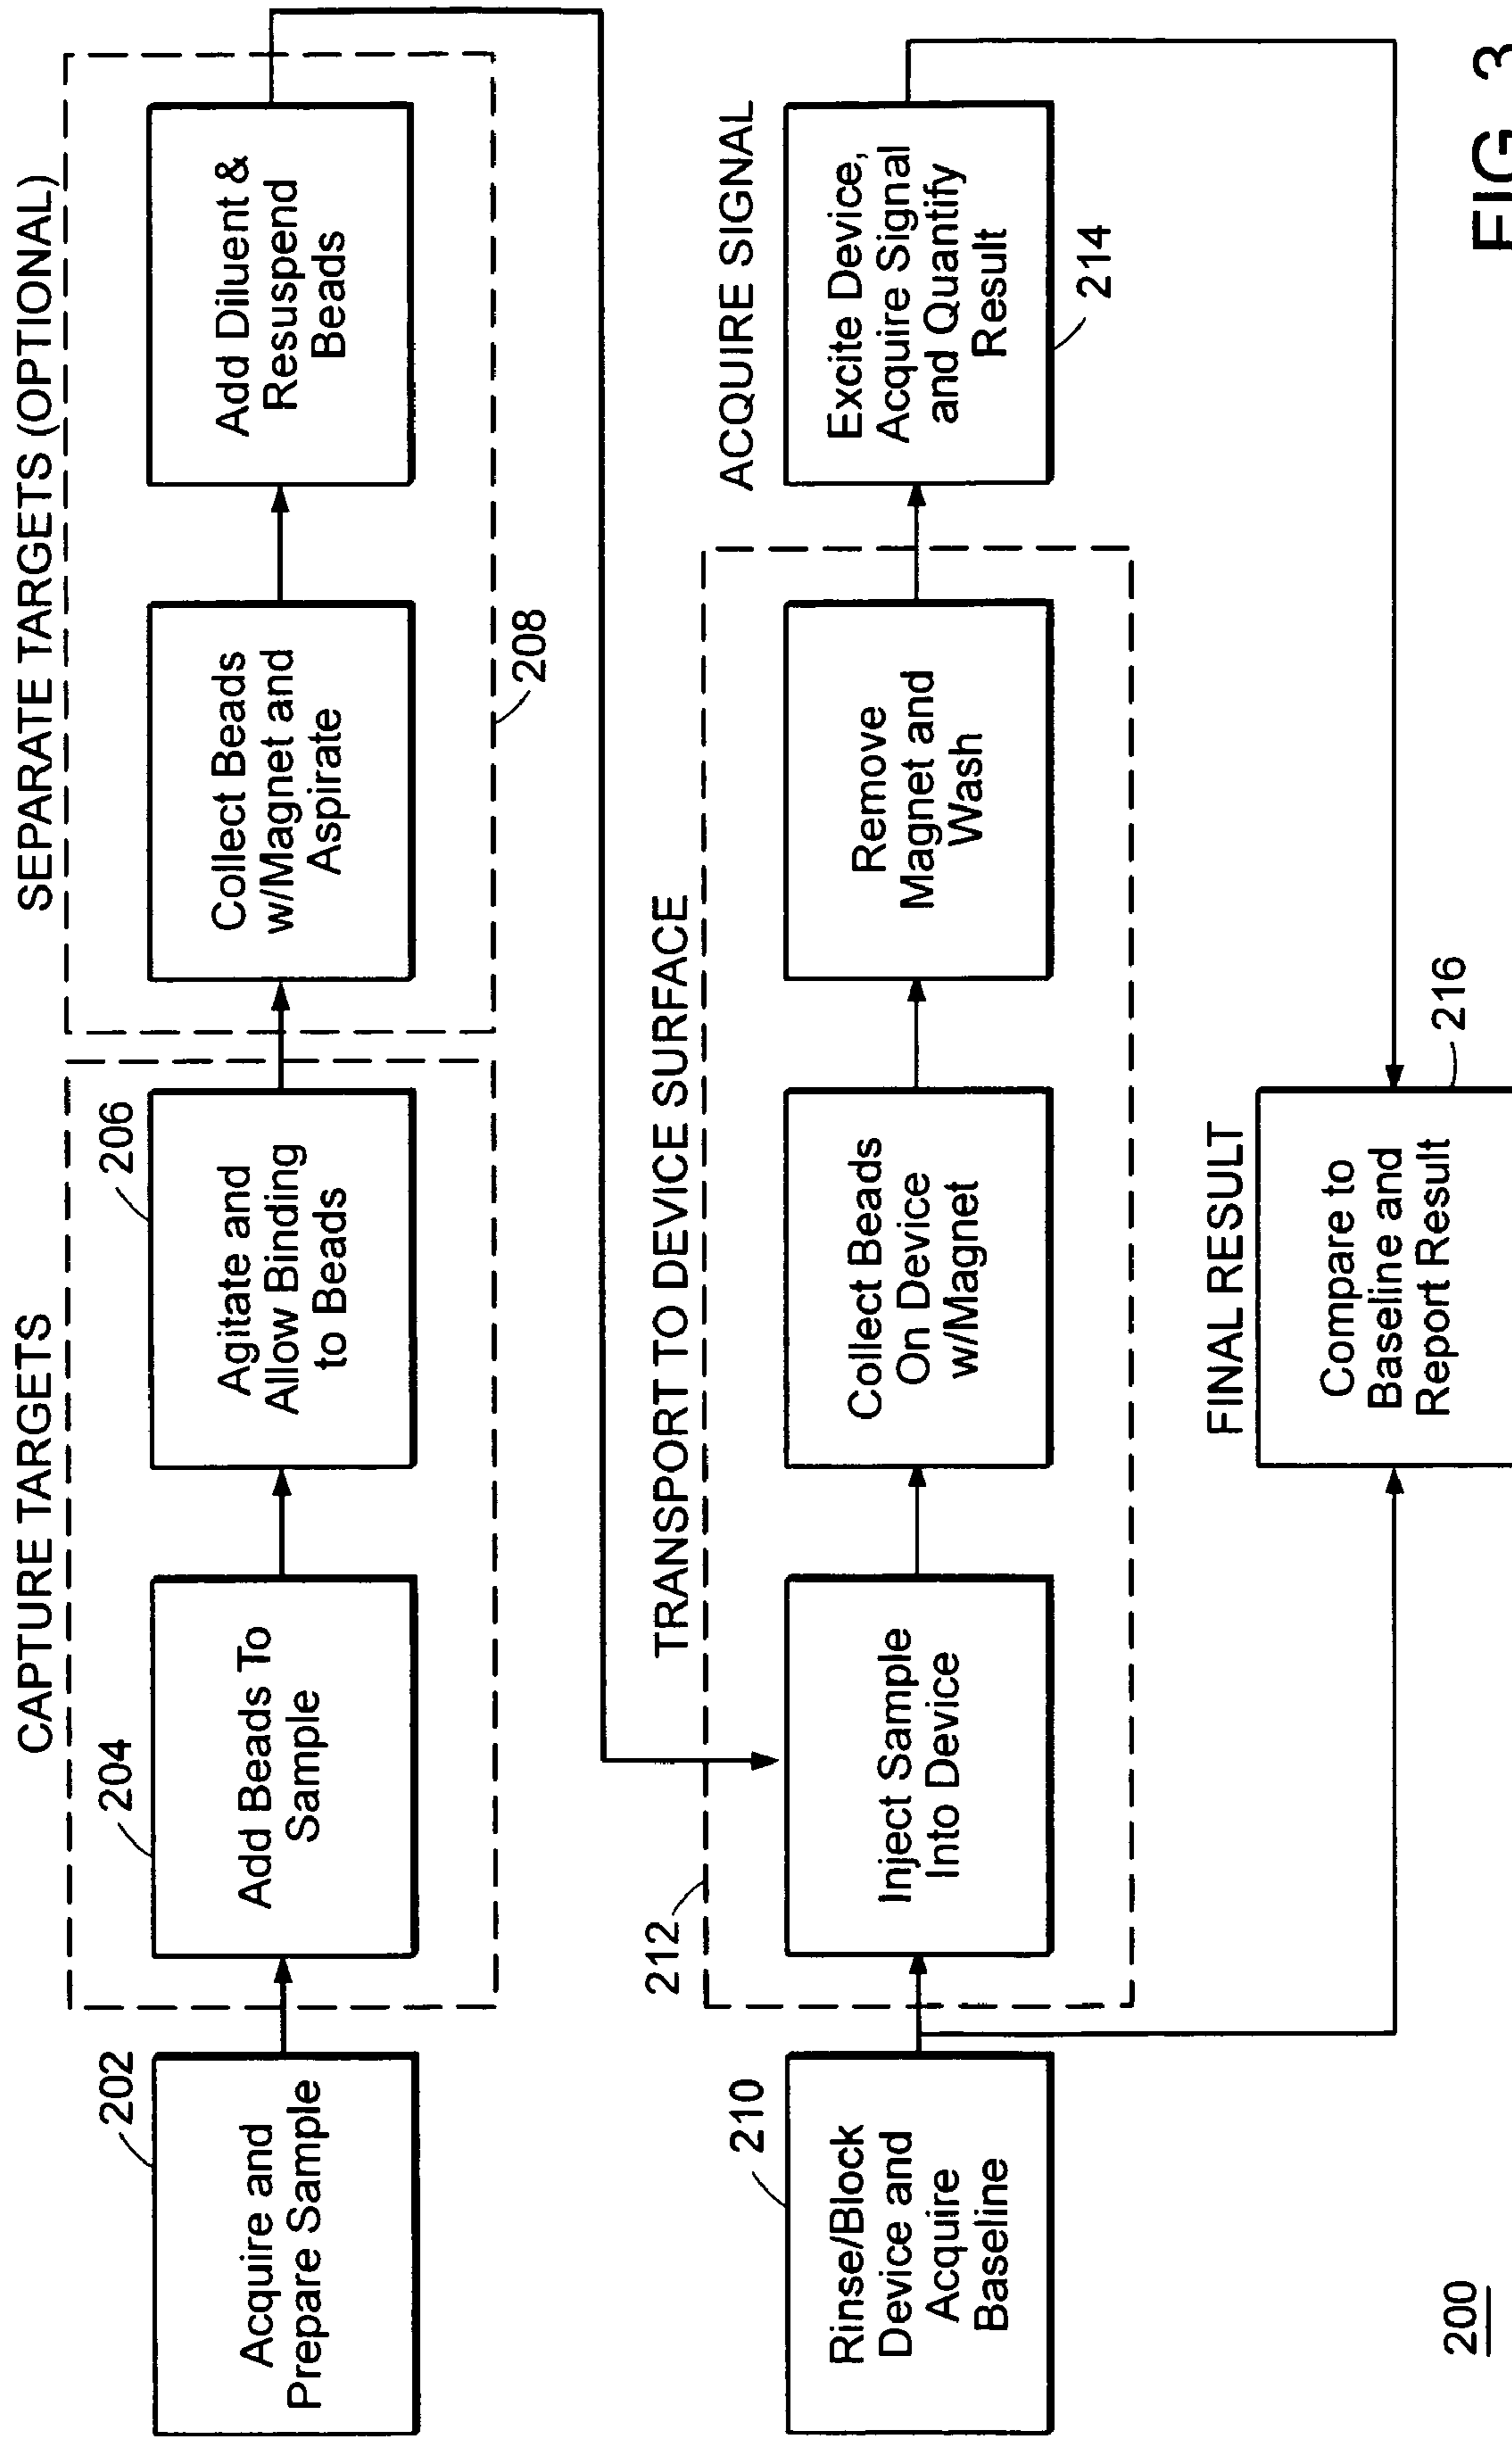 CAPTURE TARGETS
SEPARATE TARGETS (OPTIONAL)
202
Acquire and
Prepare Sample
204
Add Beads To
Sample
206
Agitate and
Allow Binding
to Beads
Collect Beads
w/Magnet and
Aspirate
Add Diluent &
Resuspend
Beads
208
TRANSPORT TO DEVICE SURFACE
ACQUIRE SIGNAL
210
Rinse/Block
Device and
Acquire
Baseline
212
Inject Sample
Into Device
Collect Beads
On Device
w/Magnet
Remove
Magnet and
Wash
Excite Device,
Acquire Signal
and Quantify
Result
214
FINAL RESULT
Compare to
Baseline and
Report Result
216
200
FIG. 3